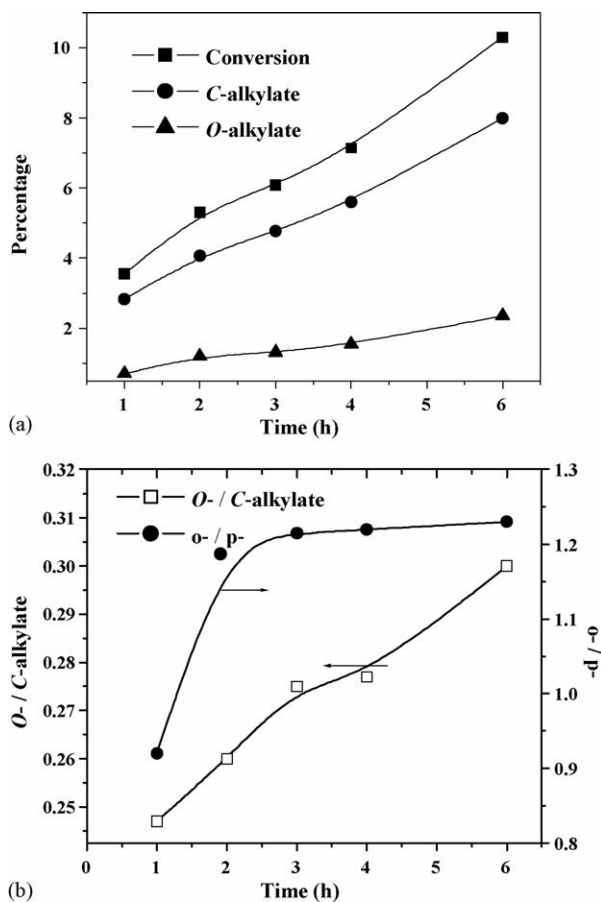 10
8
6
4
2
Percentage
Conversion
C-alkylate
O-alkylate
1 2 3 4 5 6
Time (h)
(a)
0.32
0.31
0.30
0.29
0.28
0.27
0.26
0.25
O- / C-alkylate
O- / C-alkylate
o- / p-
1.3
1.2
1.1
1.0
0.9
0.8
o- / p-
0 1 2 3 4 5 6
Time (h)
(b)